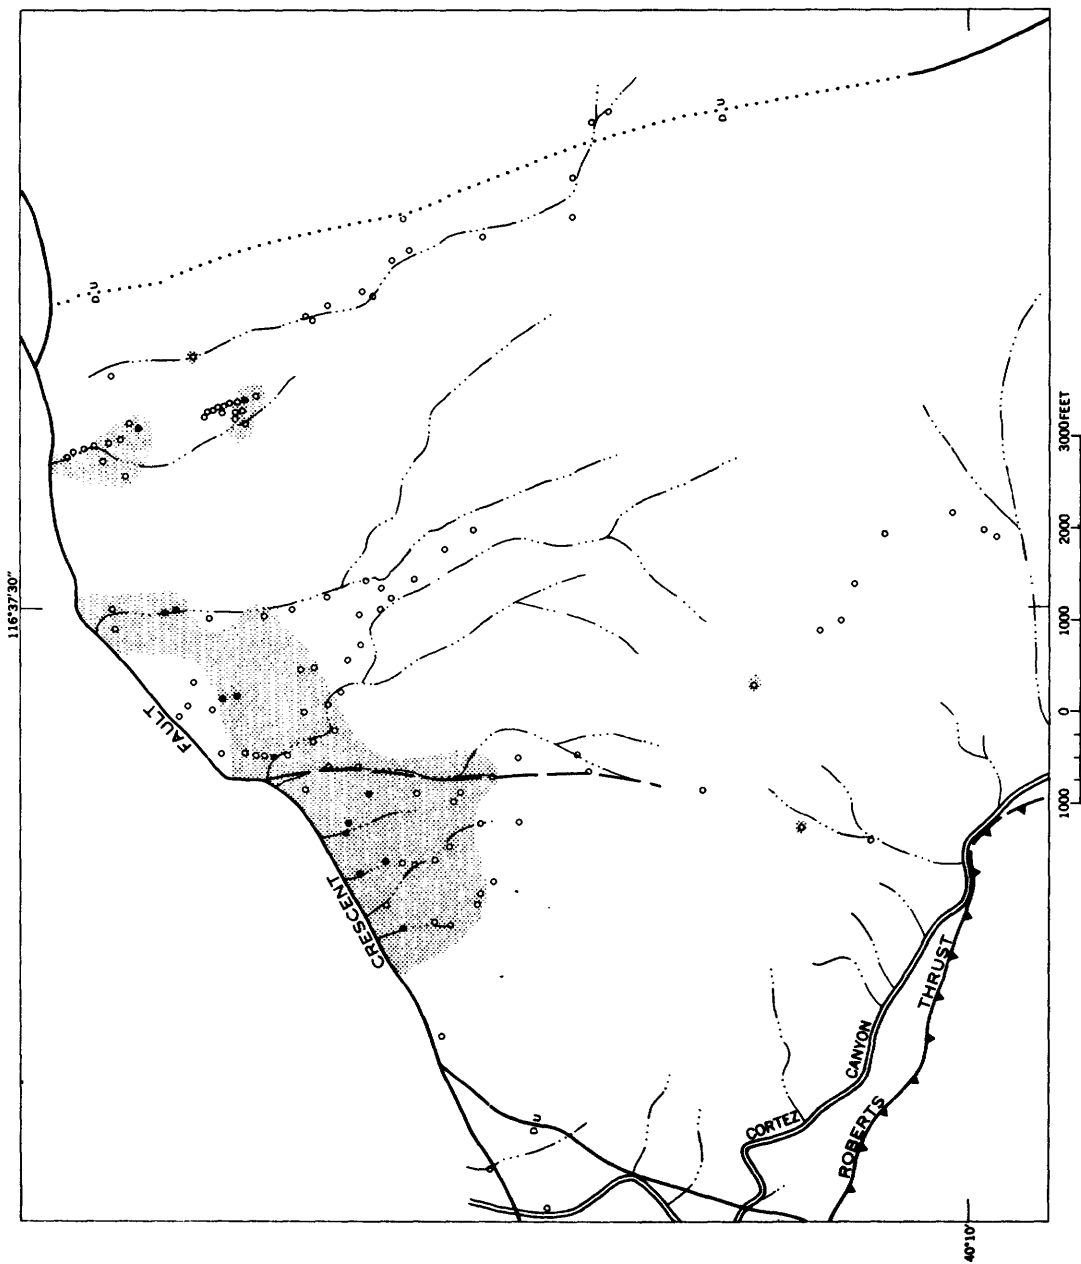 116°37'30"
D U
D U
FAULT
3000 FEET
2000
1000
0
1000
CRESCENT
D U
CORTEZ
CANYON
ROBERTS
THRUST
40°10'